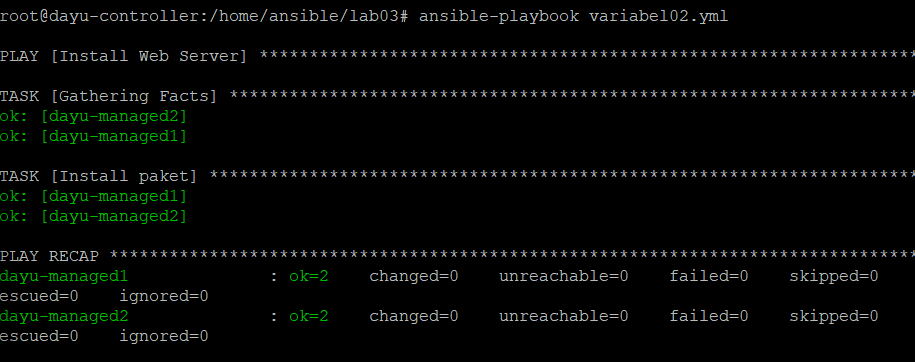 root@dayu-controller:/home/ansible/lab03# ansible-playbook variabel02.yml
PLAY [Install Web Server] ******************************************************************
TASK [Gathering Facts] *********************************************************************
ok: [dayu-managed2]
ok: [dayu-managed1]
TASK [Install paket] ***********************************************************************
ok: [dayu-managed1]
ok: [dayu-managed2]
PLAY RECAP *********************************************************************************
dayu-managed1              : ok=2    changed=0    unreachable=0    failed=0    skipped=0
escued=0    ignored=0
dayu-managed2              : ok=2    changed=0    unreachable=0    failed=0    skipped=0
escued=0    ignored=0